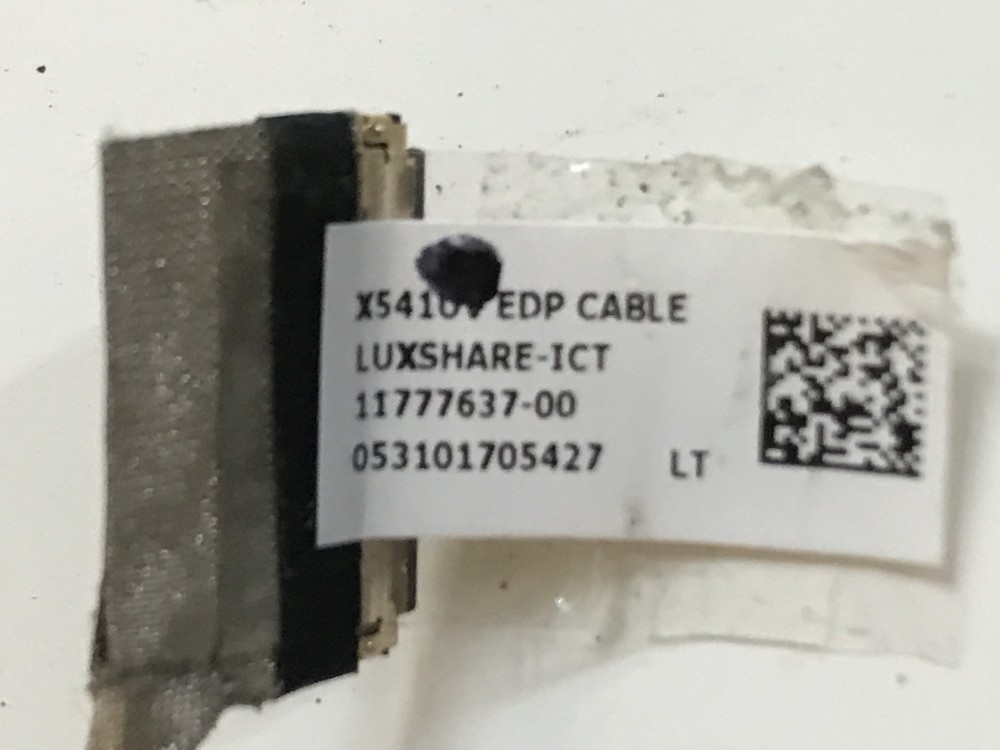 EDP CABLE
LUXSHARE-ICT
11777637-00
053101705427 LT